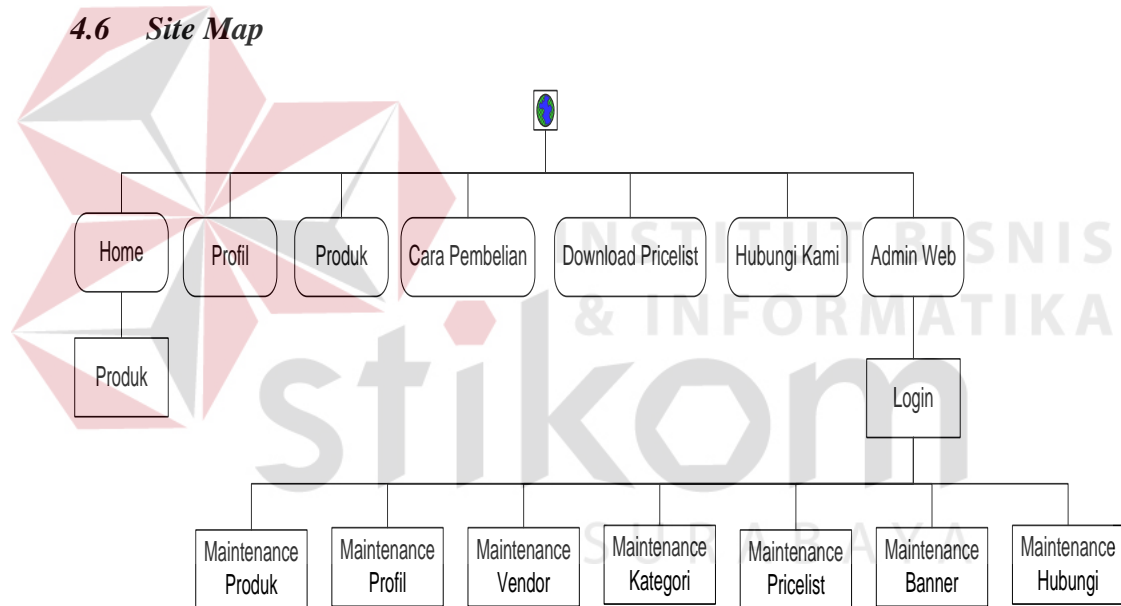 4.6 Site Map
Home
Profil
Produk
Cara Pembelian
Download Pricelist
Hubungi Kami
Admin Web
INSTITUT BISNIS
& INFORMATIKA
Produk
Login
stikom
SURABAYA
Maintenance
Produk
Maintenance
Profil
Maintenance
Vendor
Maintenance
Kategori
Maintenance
Pricelist
Maintenance
Banner
Maintenance
Hubungi